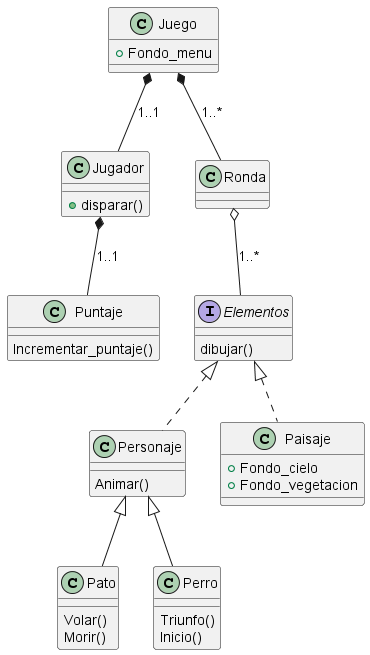 C Juego
Fondo_menu
1..1
1..*
C Jugador
disparar()
C Ronda
1..1
1..*
C Puntaje
Incrementar_puntaje()
I Elementos
dibujar()
C Personaje
Animar()
C Paisaje
Fondo_cielo
Fondo_vegetacion
C Pato
Volar()
Morir()
C Perro
Triunfo()
Inicio()